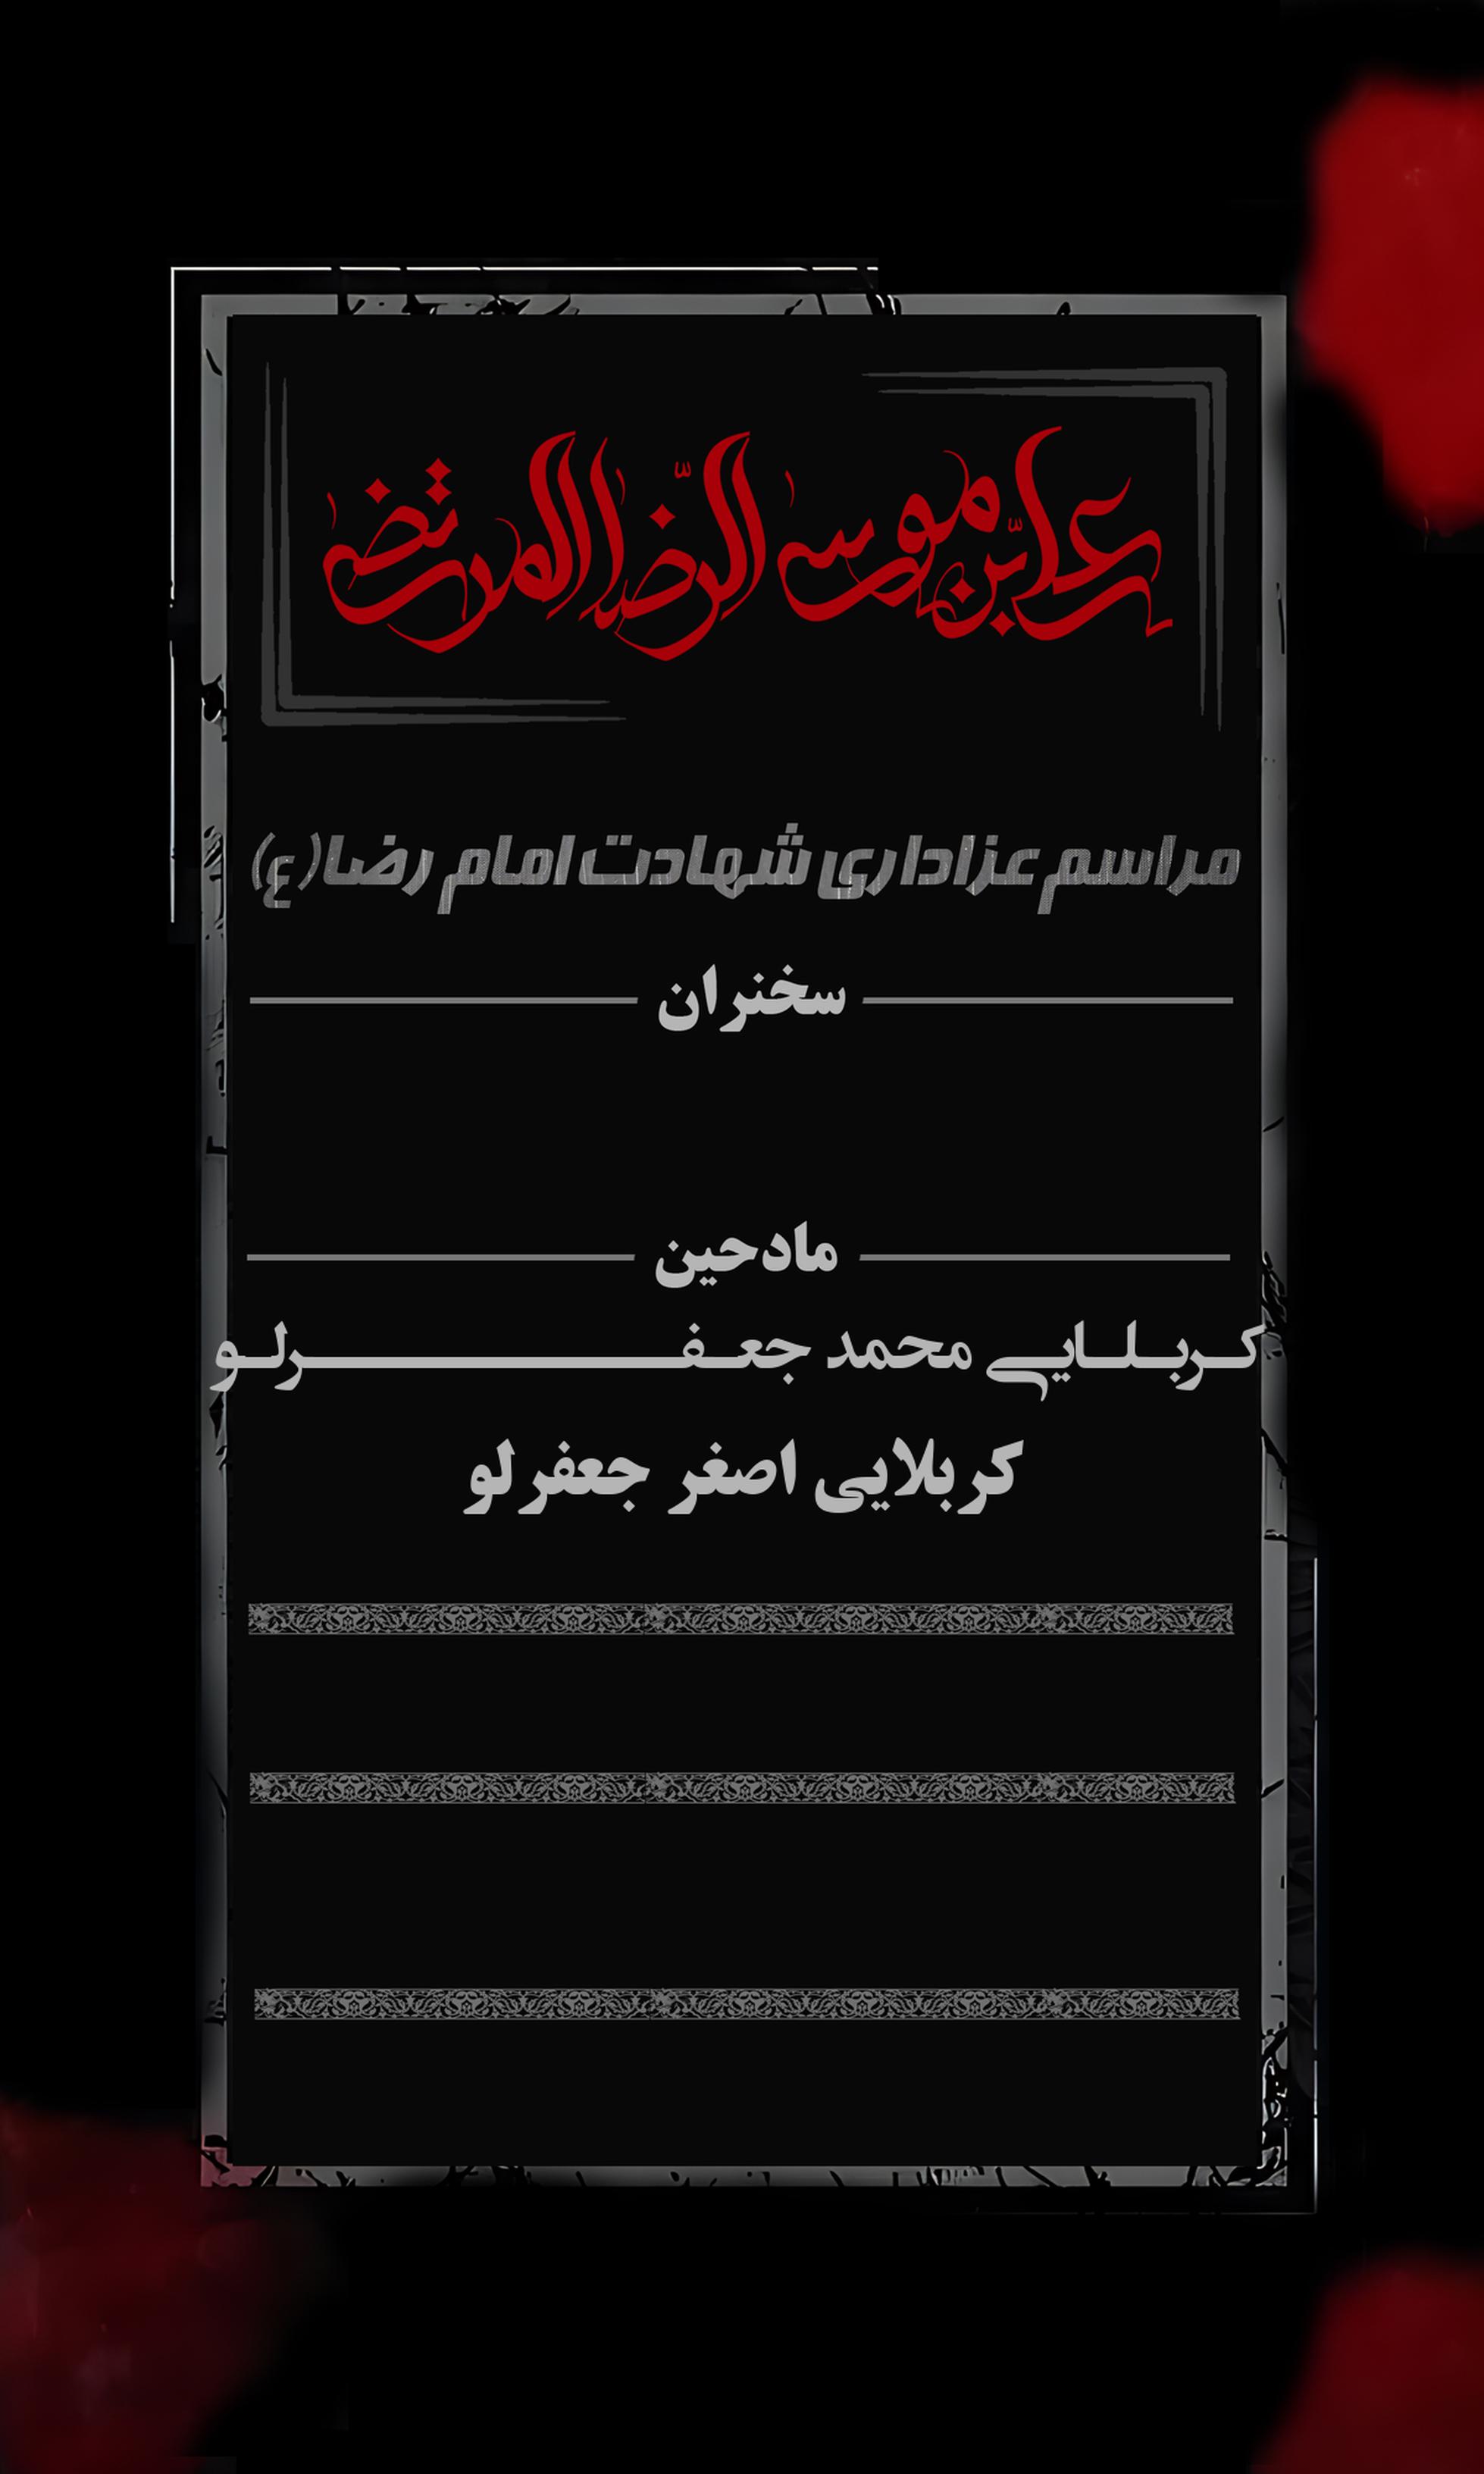 علی ابن موسی الرضا المرتضی
مراسم عزاداری شهادت امام رضا(ع)
سخنران
مادحین
کربلایی محمد جعفرلو
کربلایی اصغر جعفرلو